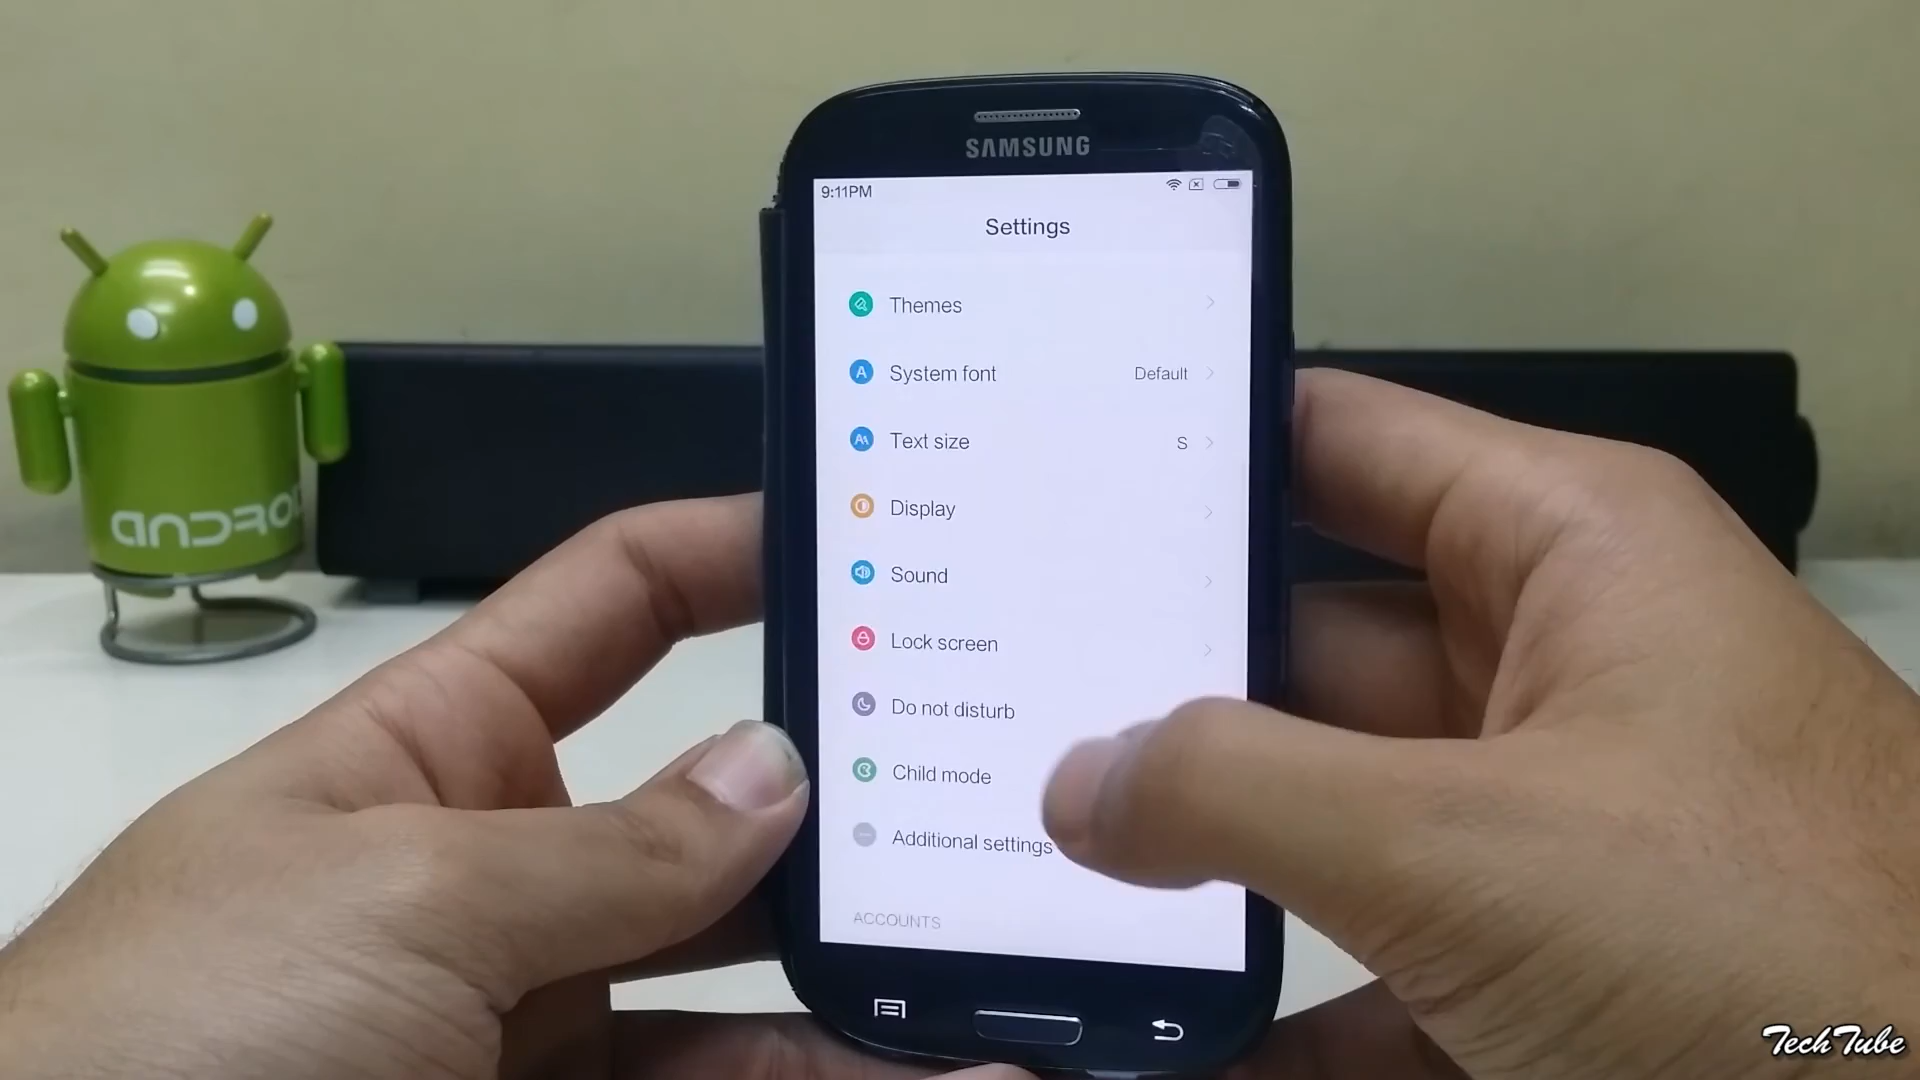 SAMSUNG
9:11PM
Settings
Themes
System font Default
Text size S
Display
Sound
Lock screen
Do not disturb
Child mode
Additional settings
ACCOUNTS
ANDROI
TechTube